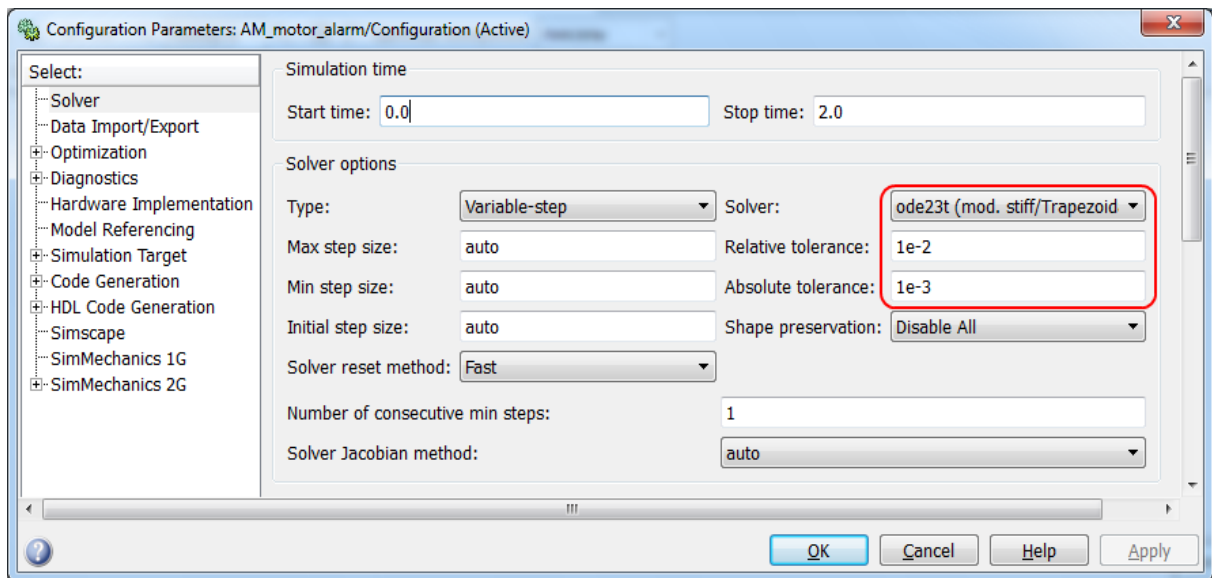 Configuration Parameters: AM_motor_alarm/Configuration (Active)
Select:
Solver
Data Import/Export
Optimization
Diagnostics
Hardware Implementation
Model Referencing
Simulation Target
Code Generation
HDL Code Generation
Simscape
SimMechanics 1G
SimMechanics 2G
Simulation time
Start time: 0.0 Stop time: 2.0
Solver options
Type: Variable-step Solver: ode23t (mod. stiff/Trapezoid
Max step size: auto Relative tolerance: 1e-2
Min step size: auto Absolute tolerance: 1e-3
Initial step size: auto Shape preservation: Disable All
Solver reset method: Fast
Number of consecutive min steps: 1
Solver Jacobian method: auto
OK Cancel Help Apply